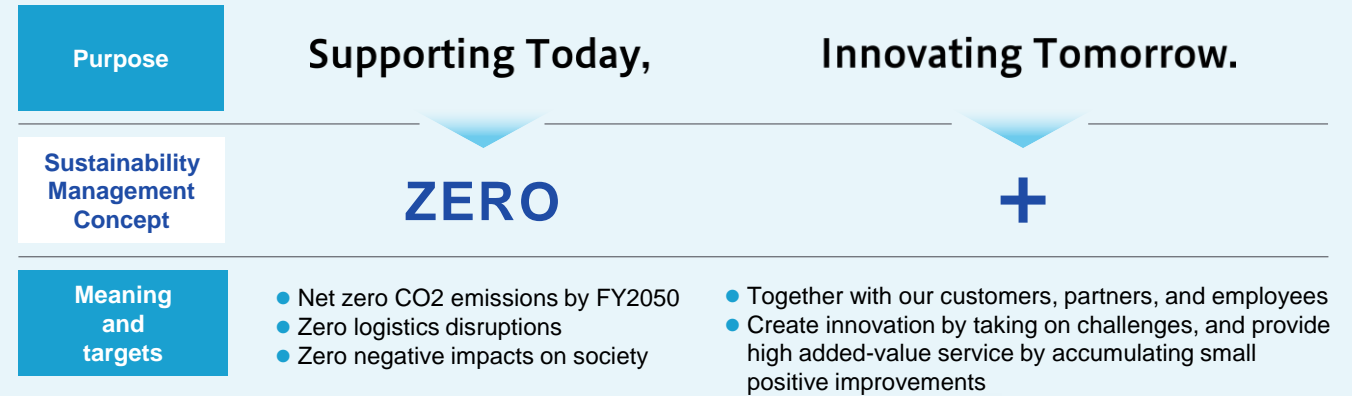 Purpose
Supporting Today,
Innovating Tomorrow.
Sustainability
Management
Concept
ZERO
+
Meaning
and
targets
● Net zero CO2 emissions by FY2050
● Zero logistics disruptions
● Zero negative impacts on society
● Together with our customers, partners, and employees
● Create innovation by taking on challenges, and provide
high added-value service by accumulating small
positive improvements